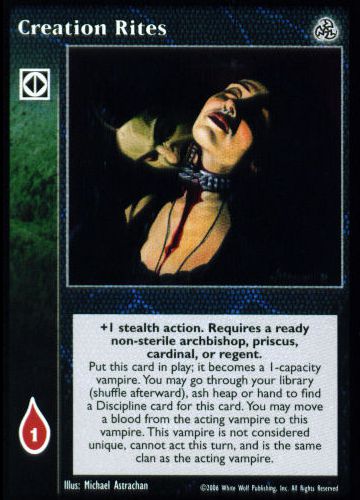 Creation Rites
+1 stealth action. Requires a ready
non-sterile archbishop, priscus,
cardinal, or regent.
Put this card in play; it becomes a 1-capacity
vampire. You may go through your library
(shuffle afterward), ash heap or hand to find
a Discipline card for this card. You may move
a blood from the acting vampire to this
vampire. This vampire is not considered
unique, cannot act this turn, and is the same
clan as the acting vampire.
1
Illus: Michael Astrachan ©2006 White Wolf Publishing, Inc. All Rights Reserved